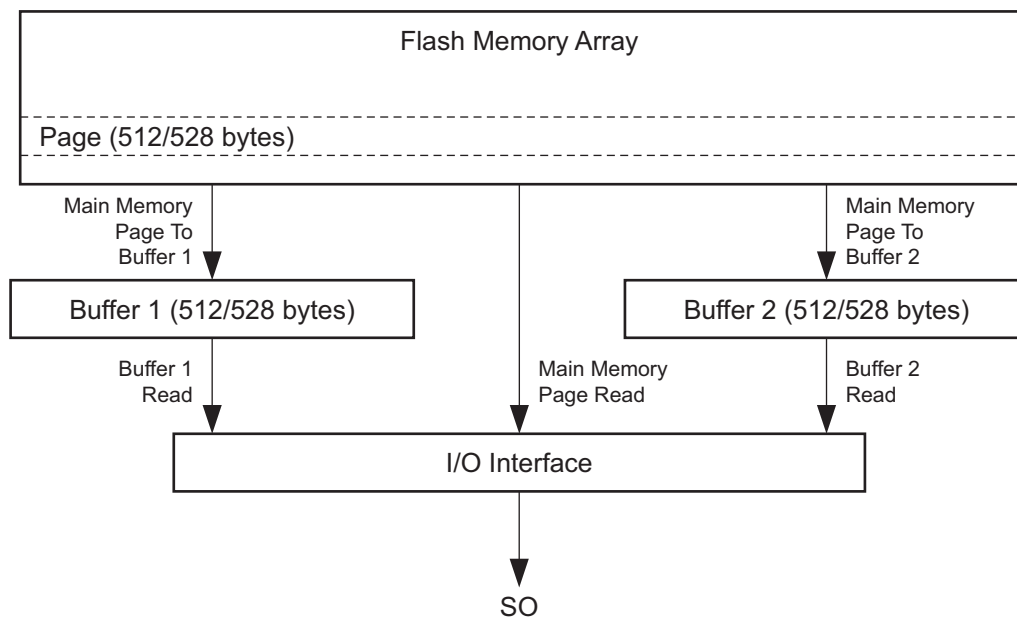 Flash Memory Array
Page (512/528 bytes)
Main Memory
Page To
Buffer 1
Main Memory
Page To
Buffer 2
Buffer 1 (512/528 bytes)
Buffer 2 (512/528 bytes)
Buffer 1
Read
Main Memory
Page Read
Buffer 2
Read
I/O Interface
SO